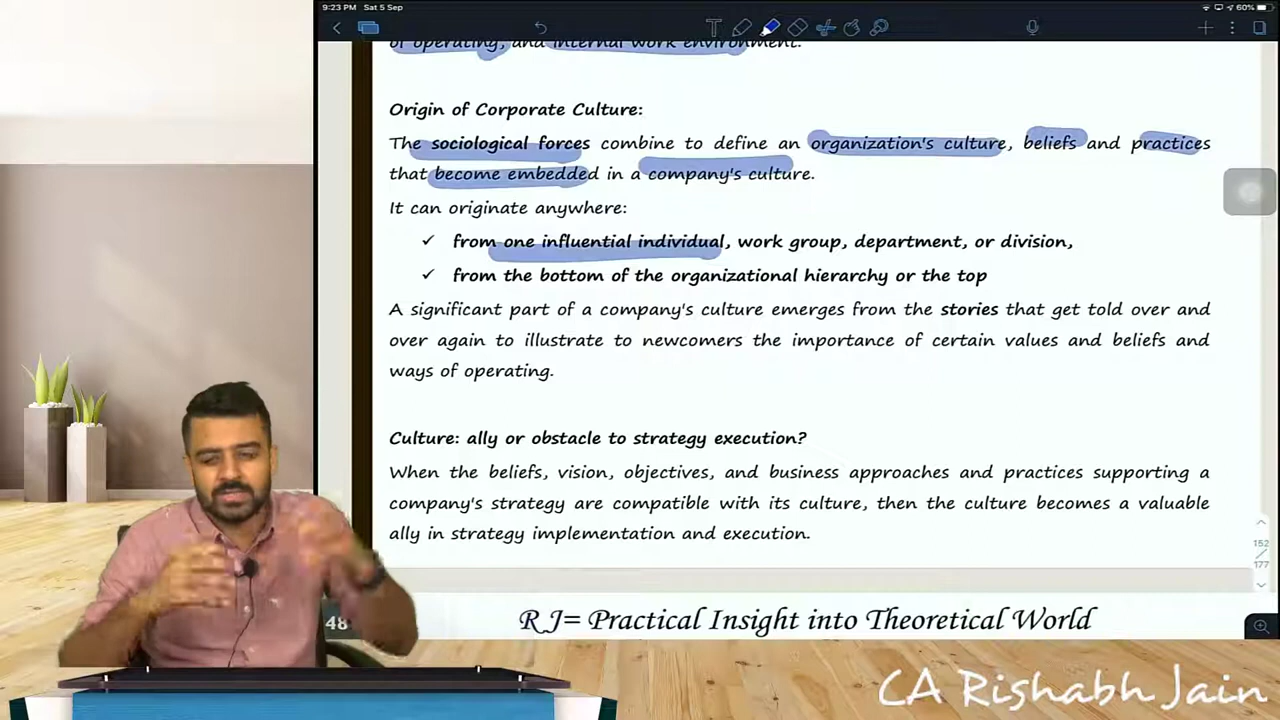 9:23 PM Sat 5 Sep
60%
of operating, and internal work environment.
Origin of Corporate Culture:
The sociological forces combine to define an organization's culture, beliefs and practices
that become embedded in a company's culture.
It can originate anywhere:
✓ from one influential individual, work group, department, or division,
✓ from the bottom of the organizational hierarchy or the top
A significant part of a company's culture emerges from the stories that get told over and
over again to illustrate to newcomers the importance of certain values and beliefs and
ways of operating.
Culture: ally or obstacle to strategy execution?
When the beliefs, vision, objectives, and business approaches and practices supporting a
company's strategy are compatible with its culture, then the culture becomes a valuable
ally in strategy implementation and execution.
152
/
177
48
RJ= Practical Insight into Theoretical World
CA Rishabh Jain